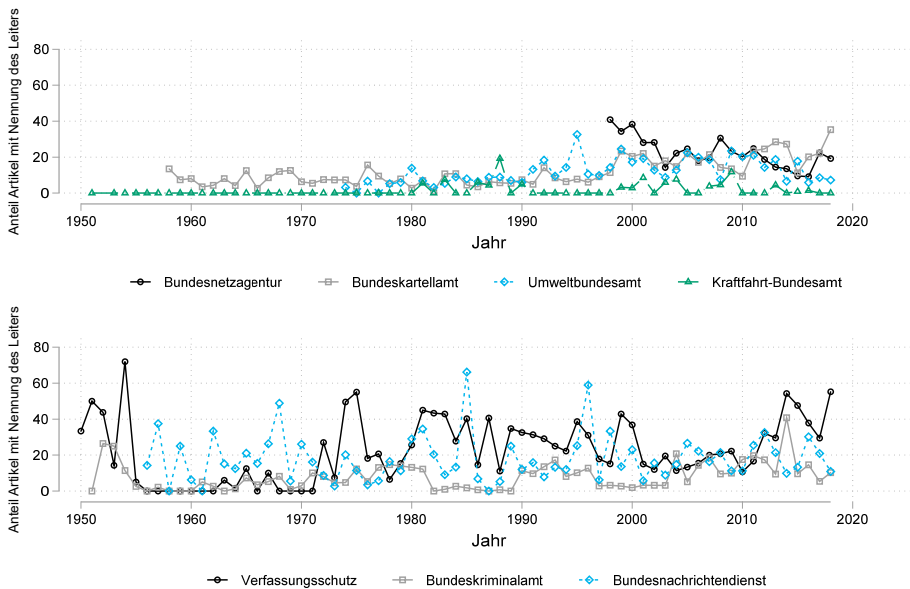 Anteil Artikel mit Nennung des Leiters
80
60
40
20
0
1950 1960 1970 1980 1990 2000 2010 2020
Jahr
Bundesnetzagentur Bundeskartellamt Umweltbundesamt Kraftfahrt-Bundesamt
Anteil Artikel mit Nennung des Leiters
80
60
40
20
0
1950 1960 1970 1980 1990 2000 2010 2020
Jahr
Verfassungsschutz Bundeskriminalamt Bundesnachrichtendienst